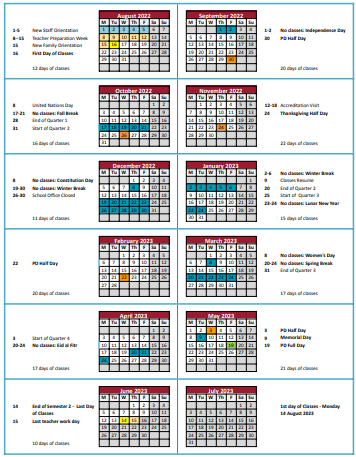 August 2022
M T W T F Sa Su
1 2 3 4 5 6 7
8 9 10 11 12 13 14
15 16 17 18 19 20 21
22 23 24 25 26 27 28
29 30 31
1-5 New Staff Orientation
8-15 Teacher Preparation Week
15 New Family Orientation
16 First Day of Classes
12 days of classes
September 2022
M T W T F Sa Su
1 2 3 4
5 6 7 8 9 10 11
12 13 14 15 16 17 18
19 20 21 22 23 24 25
26 27 28 29 30
1-2 No classes: Independence Day
30 PD Half Day
20 days of classes
October 2022
M T W T F Sa Su
1 2
3 4 5 6 7 8 9
10 11 12 13 14 15 16
17 18 19 20 21 22 23
24 25 26 27 28 29 30
31
8 United Nations Day
17-21 No classes: Fall Break
28 End of Quarter 1
31 Start of Quarter 2
16 days of classes
November 2022
M T W T F Sa Su
1 2 3 4 5 6
7 8 9 10 11 12 13
14 15 16 17 18 19 20
21 22 23 24 25 26 27
28 29 30
12-18 Accreditation Visit
24 Thanksgiving Half Day
22 days of classes
December 2022
M T W T F Sa Su
1 2 3 4
5 6 7 8 9 10 11
12 13 14 15 16 17 18
19 20 21 22 23 24 25
26 27 28 29 30 31
8 No classes: Constitution Day
19-30 No classes: Winter Break
26-30 School Office Closed
11 days of classes
January 2023
M T W T F Sa Su
1
2 3 4 5 6 7 8
9 10 11 12 13 14 15
16 17 18 19 20 21 22
23 24 25 26 27 28 29
30 31
2-6 No classes: Winter Break
9 Classes Resume
20 End of Quarter 2
25 Start of Quarter 3
23-24 No classes: Lunar New Year
15 days of classes
February 2023
M T W T F Sa Su
1 2 3 4 5
6 7 8 9 10 11 12
13 14 15 16 17 18 19
20 21 22 23 24 25 26
27 28
22 PD Half Day
20 days of classes
March 2023
M T W T F Sa Su
1 2 3 4 5
6 7 8 9 10 11 12
13 14 15 16 17 18 19
20 21 22 23 24 25 26
27 28 29 30 31
8 No classes: Women's Day
20-24 No classes: Spring Break
31 End of Quarter 3
17 days of classes
April 2023
M T W T F Sa Su
1 2
3 4 5 6 7 8 9
10 11 12 13 14 15 16
17 18 19 20 21 22 23
24 25 26 27 28 29 30
3 Start of Quarter 4
20-24 No classes: Eid al Fitr
17 days of classes
May 2023
M T W T F Sa Su
1 2 3 4 5 6 7
8 9 10 11 12 13 14
15 16 17 18 19 20 21
22 23 24 25 26 27 28
29 30 31
3 PD Half Day
Memorial Day
19 PD Full Day
21 days of classes
June 2023
M T W T F Sa Su
1 2 3 4
5 6 7 8 9 10 11
12 13 14 15 16 17 18
19 20 21 22 23 24 25
26 27 28 29 30
14 End of Semester 2 - Last Day
of Classes
15 Last teacher work day
10 days of classes
July 2023
M T W T F Sa Su
1 2
3 4 5 6 7 8 9
10 11 12 13 14 15 16
17 18 19 20 21 22 23
24 25 26 27 28 29 30
31
1st Day of Classes - Monday
14 August 2023